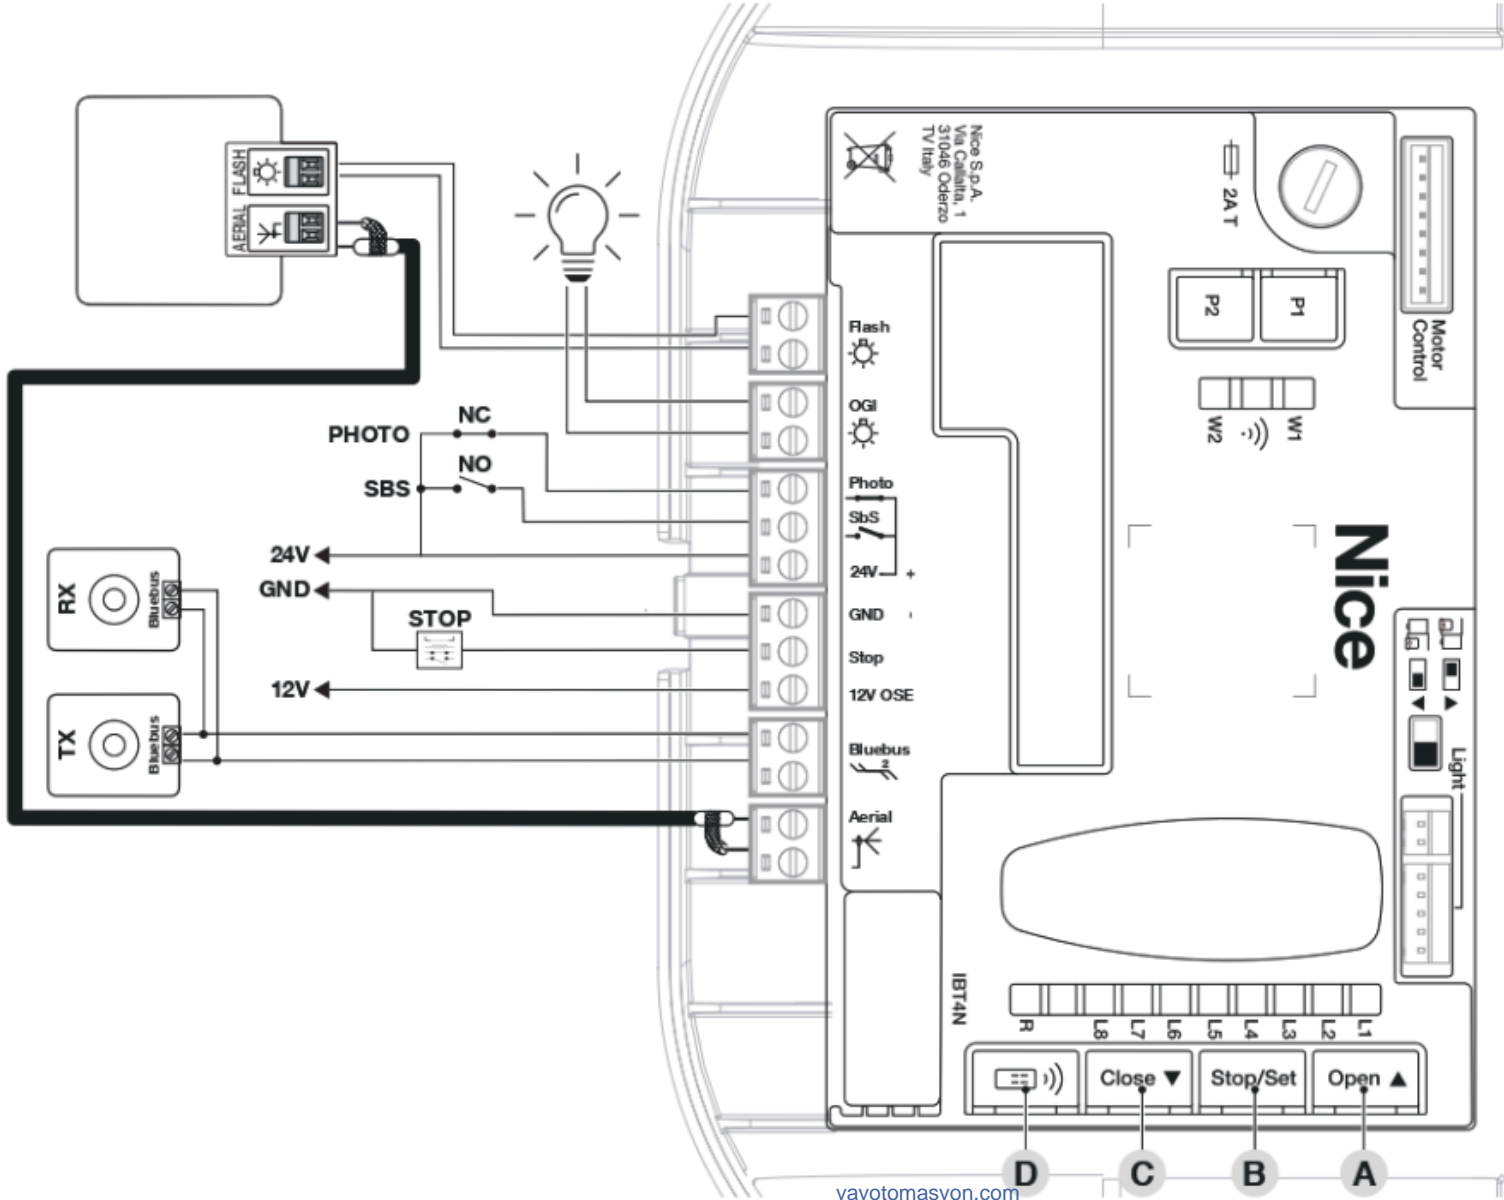 FLASH
AERIAL
Nice S.p.A.
Via Callalta, 1
31046 Oderzo
TV Italy
2A T
P2
P1
Motor
Control
W2
W1
Flash
OGI
Photo
SbS
24V
+
GND
-
Stop
12V OSE
Bluebus
2
Aerial
PHOTO
NC
SBS
NO
24V
GND
STOP
12V
RX
Bluebus
TX
Bluebus
Nice
Light
IBT4N
R
L8
L7
L6
L5
L4
L3
L2
L1
Close ▼
Stop/Set
Open ▲
D
C
B
A
vavotomasvon.com